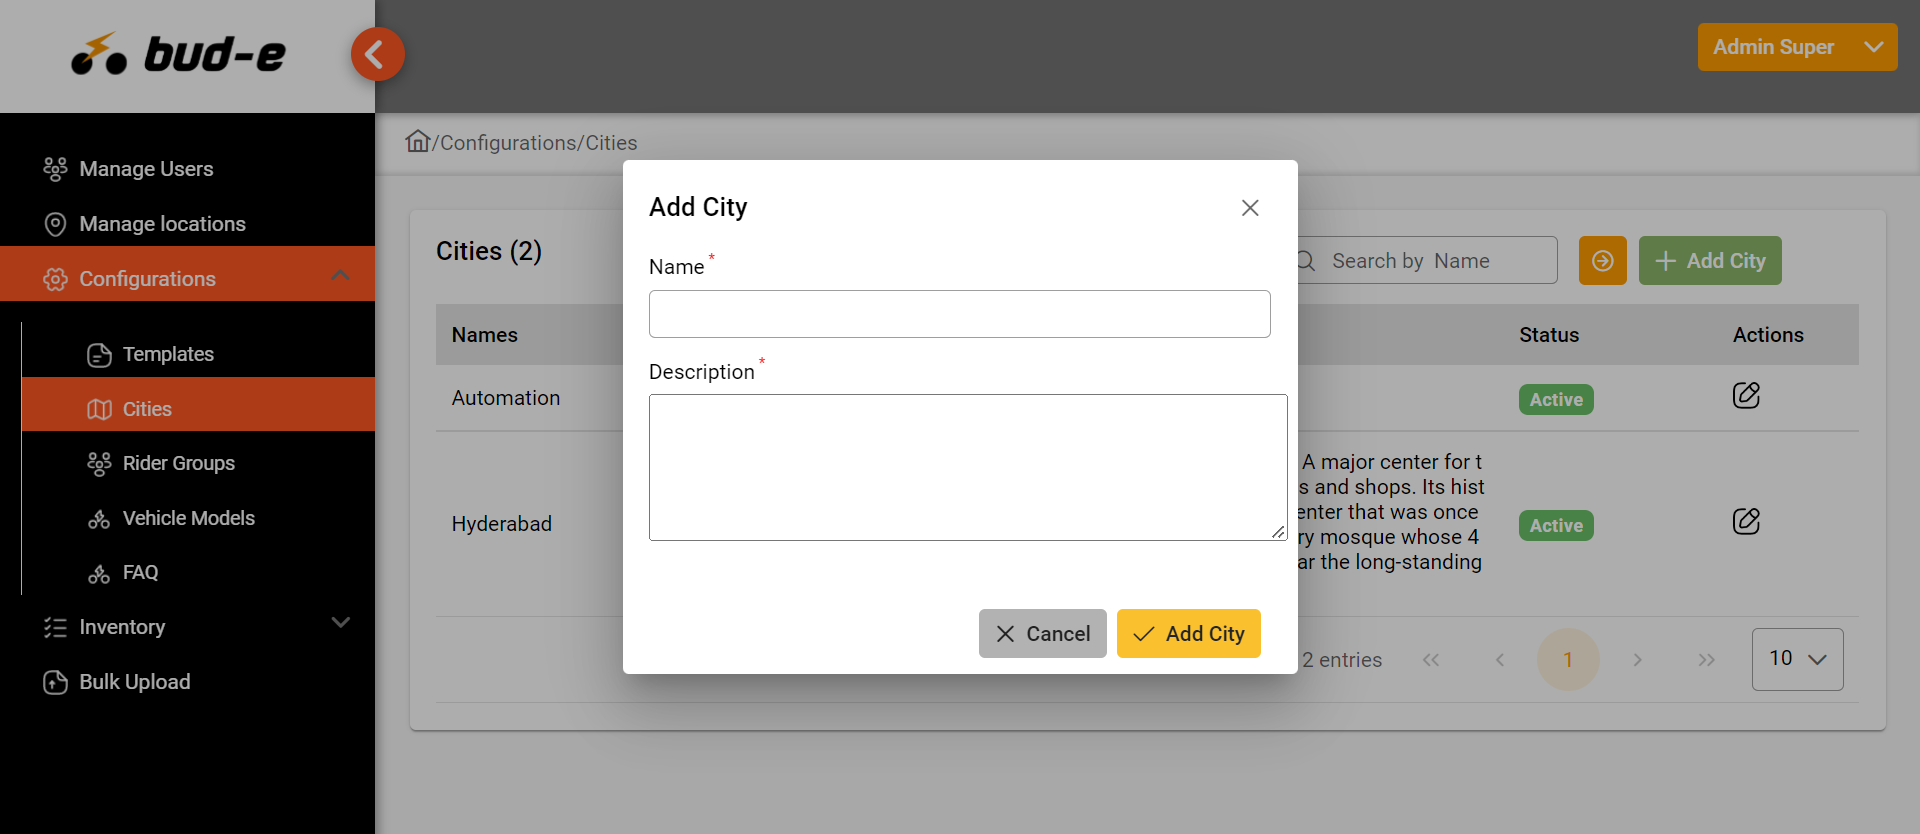 bud-e
Admin Super
Manage Users
Manage locations
Configurations
Templates
Cities
Rider Groups
Vehicle Models
FAQ
Inventory
Bulk Upload
/Configurations/Cities
Cities (2)
Search by Name
+ Add City
Names
Status
Actions
Automation
Active
Hyderabad
A major center for t
s and shops. Its hist
enter that was once
ry mosque whose 4
ar the long-standing
Active
2 entries
<< < 1 > >>
10
Add City
Name *
Description *
Cancel
Add City